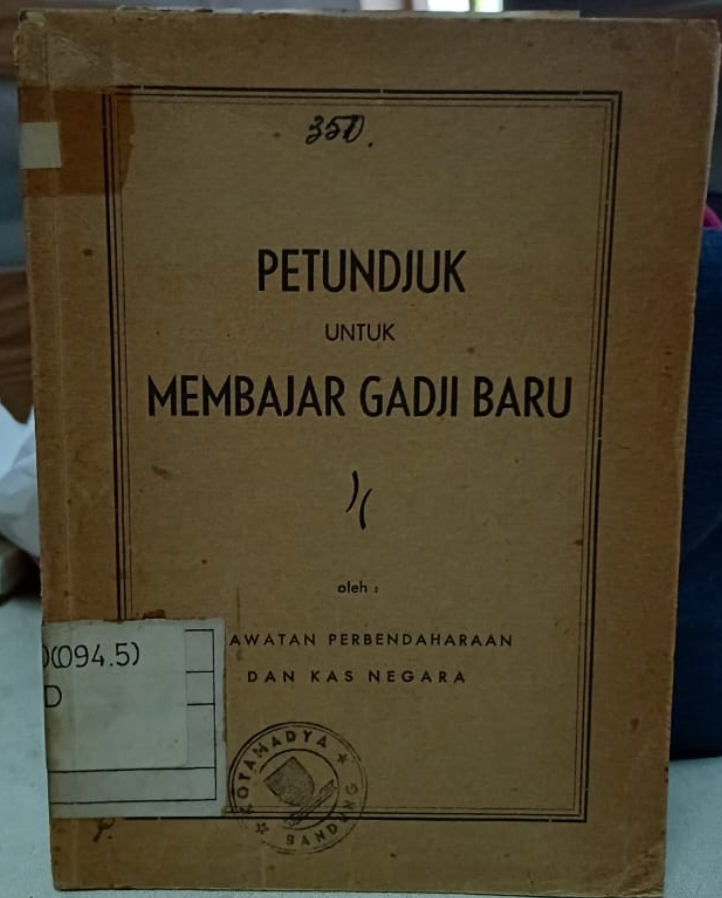 350.
PETUNDJUK
UNTUK
MEMBAJAR GADJI BARU
oleh :
AWATAN PERBENDAHARAAN
DAN KAS NEGARA
(094.5)
D
KOTAMADYA
BANDUNG